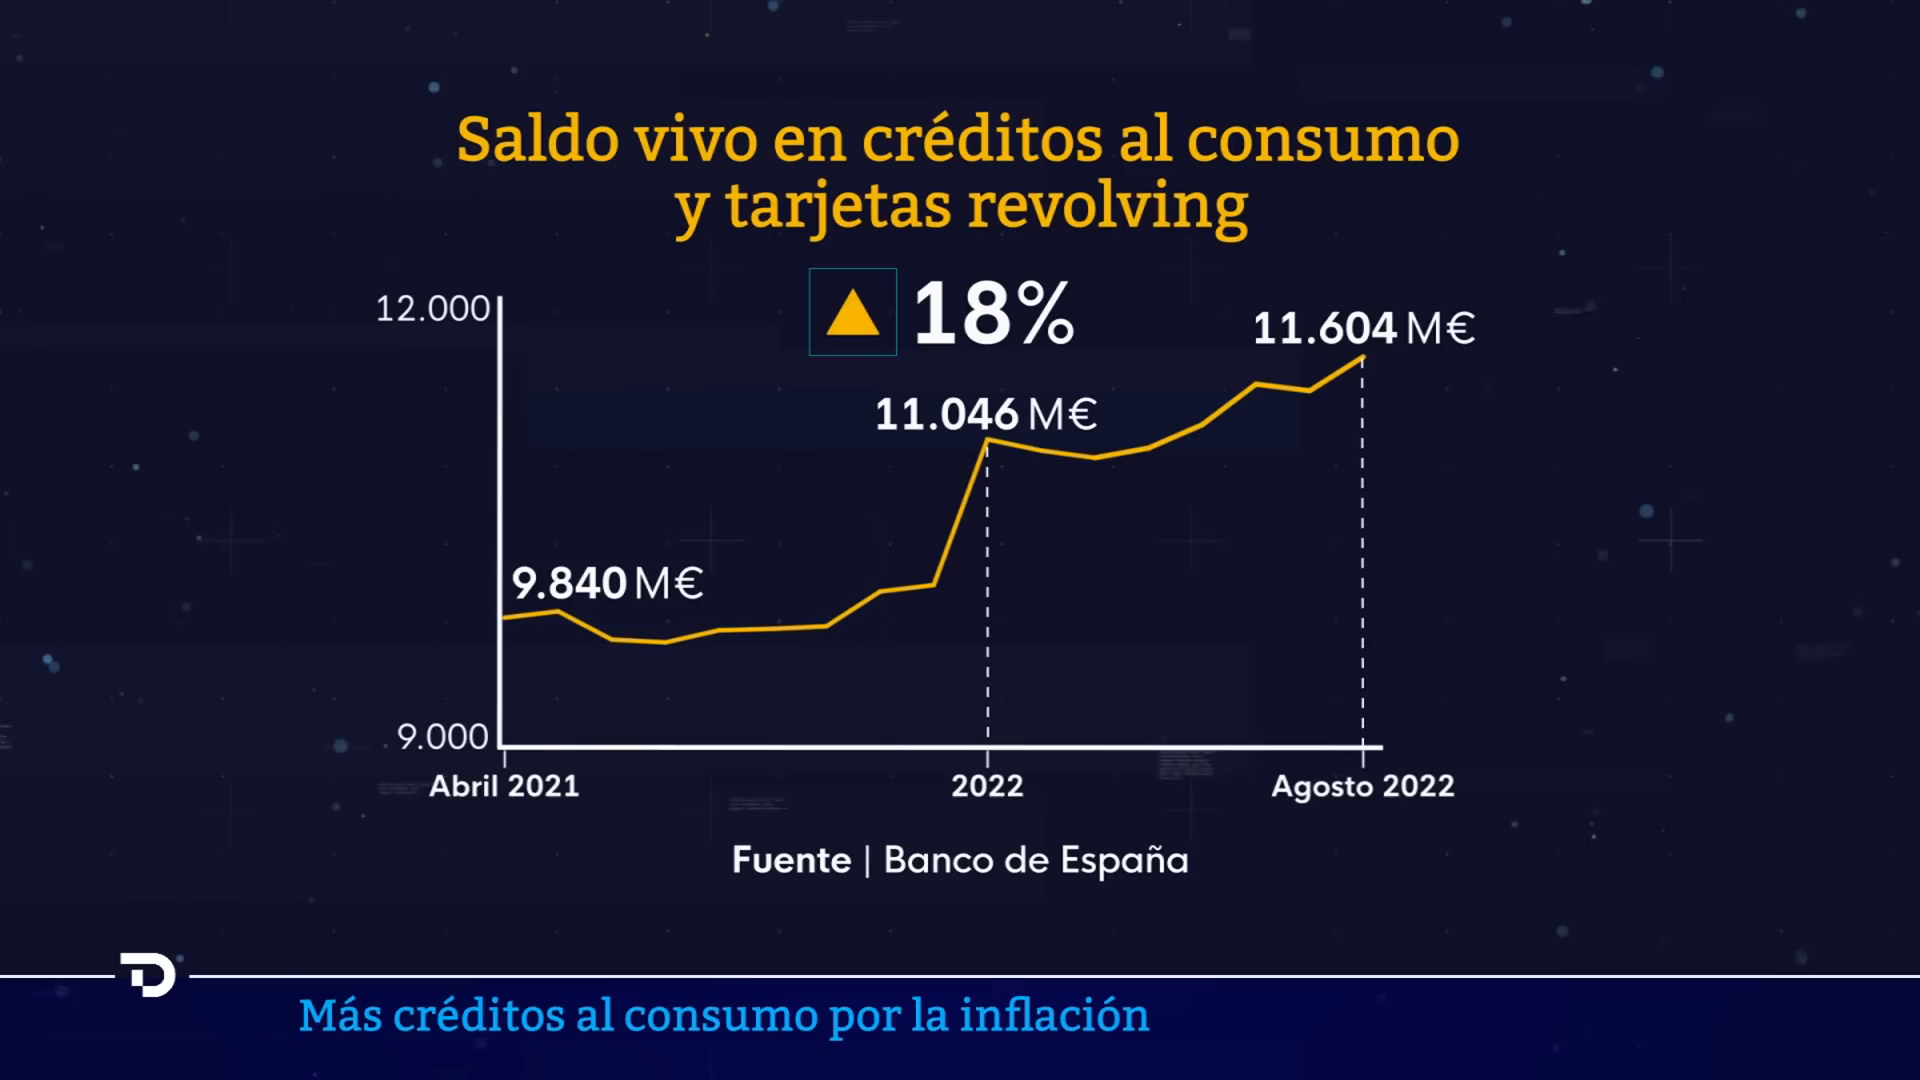 Saldo vivo en créditos al consumo
y tarjetas revolving
18%
12.000
11.604 M€
11.046 M€
9.840 M€
9.000
Abril 2021
2022
Agosto 2022
Fuente | Banco de España
Más créditos al consumo por la inflación